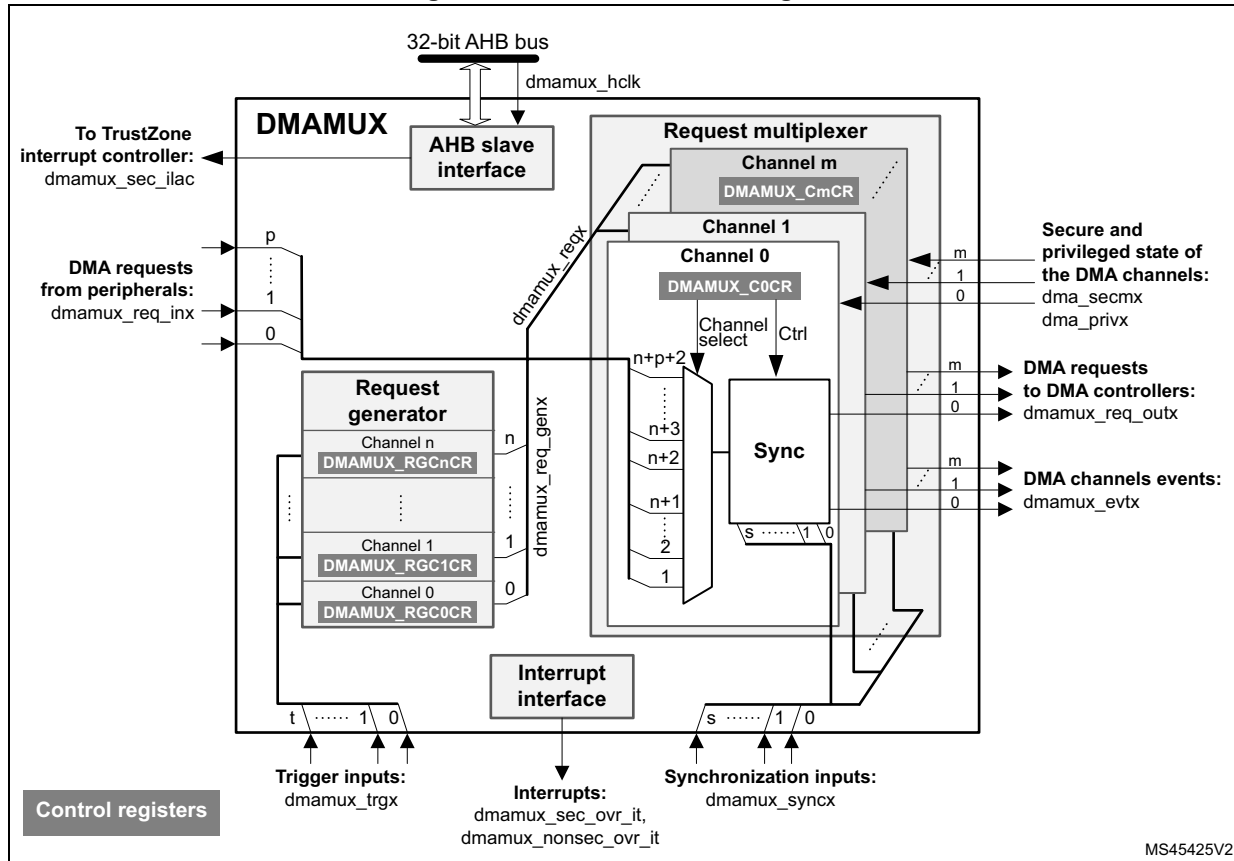 32-bit AHB bus
dmamux_hclk
DMAMUX
AHB slave
interface
To TrustZone
interrupt controller:
dmamux_sec_ilac
Request multiplexer
Channel m
DMAMUX_CmCR
Channel 1
Channel 0
DMAMUX_C0CR
Channel
select
Ctrl
n+p+2
n+3
n+2
n+1
2
1
Sync
s ...... 1 0
dmamux_reqx
p
1
0
DMA requests
from peripherals:
dmamux_req_inx
Request
generator
Channel n
DMAMUX_RGCnCR
Channel 1
DMAMUX_RGC1CR
Channel 0
DMAMUX_RGC0CR
n
1
0
dmamux_req_genx
Secure and
privileged state of
the DMA channels:
dma_secmx
dma_privx
m
1
0
DMA requests
to DMA controllers:
dmamux_req_outx
m
1
0
DMA channels events:
dmamux_evtx
m
1
0
Interrupt
interface
t ...... 1 0
s ...... 1 0
Trigger inputs:
dmamux_trgx
Interrupts:
dmamux_sec_ovr_it,
dmamux_nonsec_ovr_it
Synchronization inputs:
dmamux_syncx
Control registers
MS45425V2